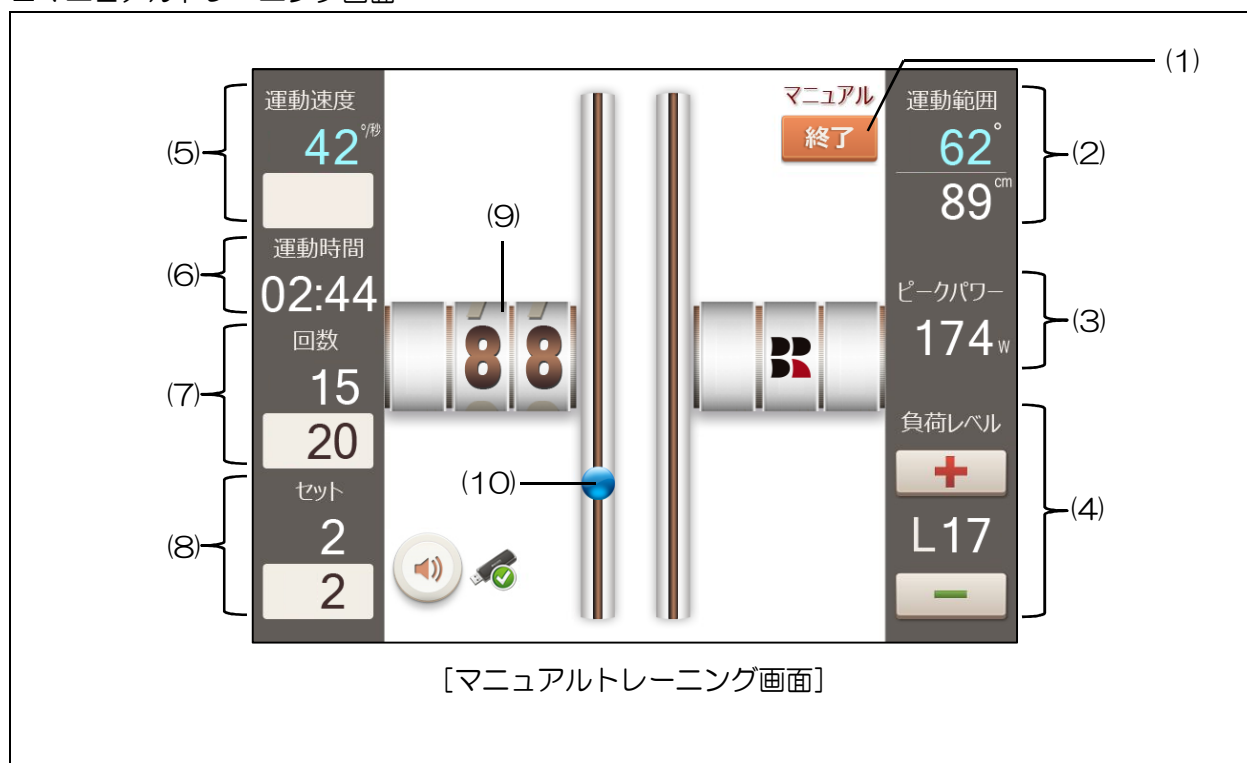 (1)
マニュアル
終了
運動速度
42°/秒
(5)
運動時間
02:44
(6)
回数
15
20
(7)
セット
2
2
(8)
(9)
88
(10)
運動範囲
62°
89cm
(2)
ピークパワー
174W
(3)
負荷レベル
+
L17
−
(4)
[マニュアルトレーニング画面]